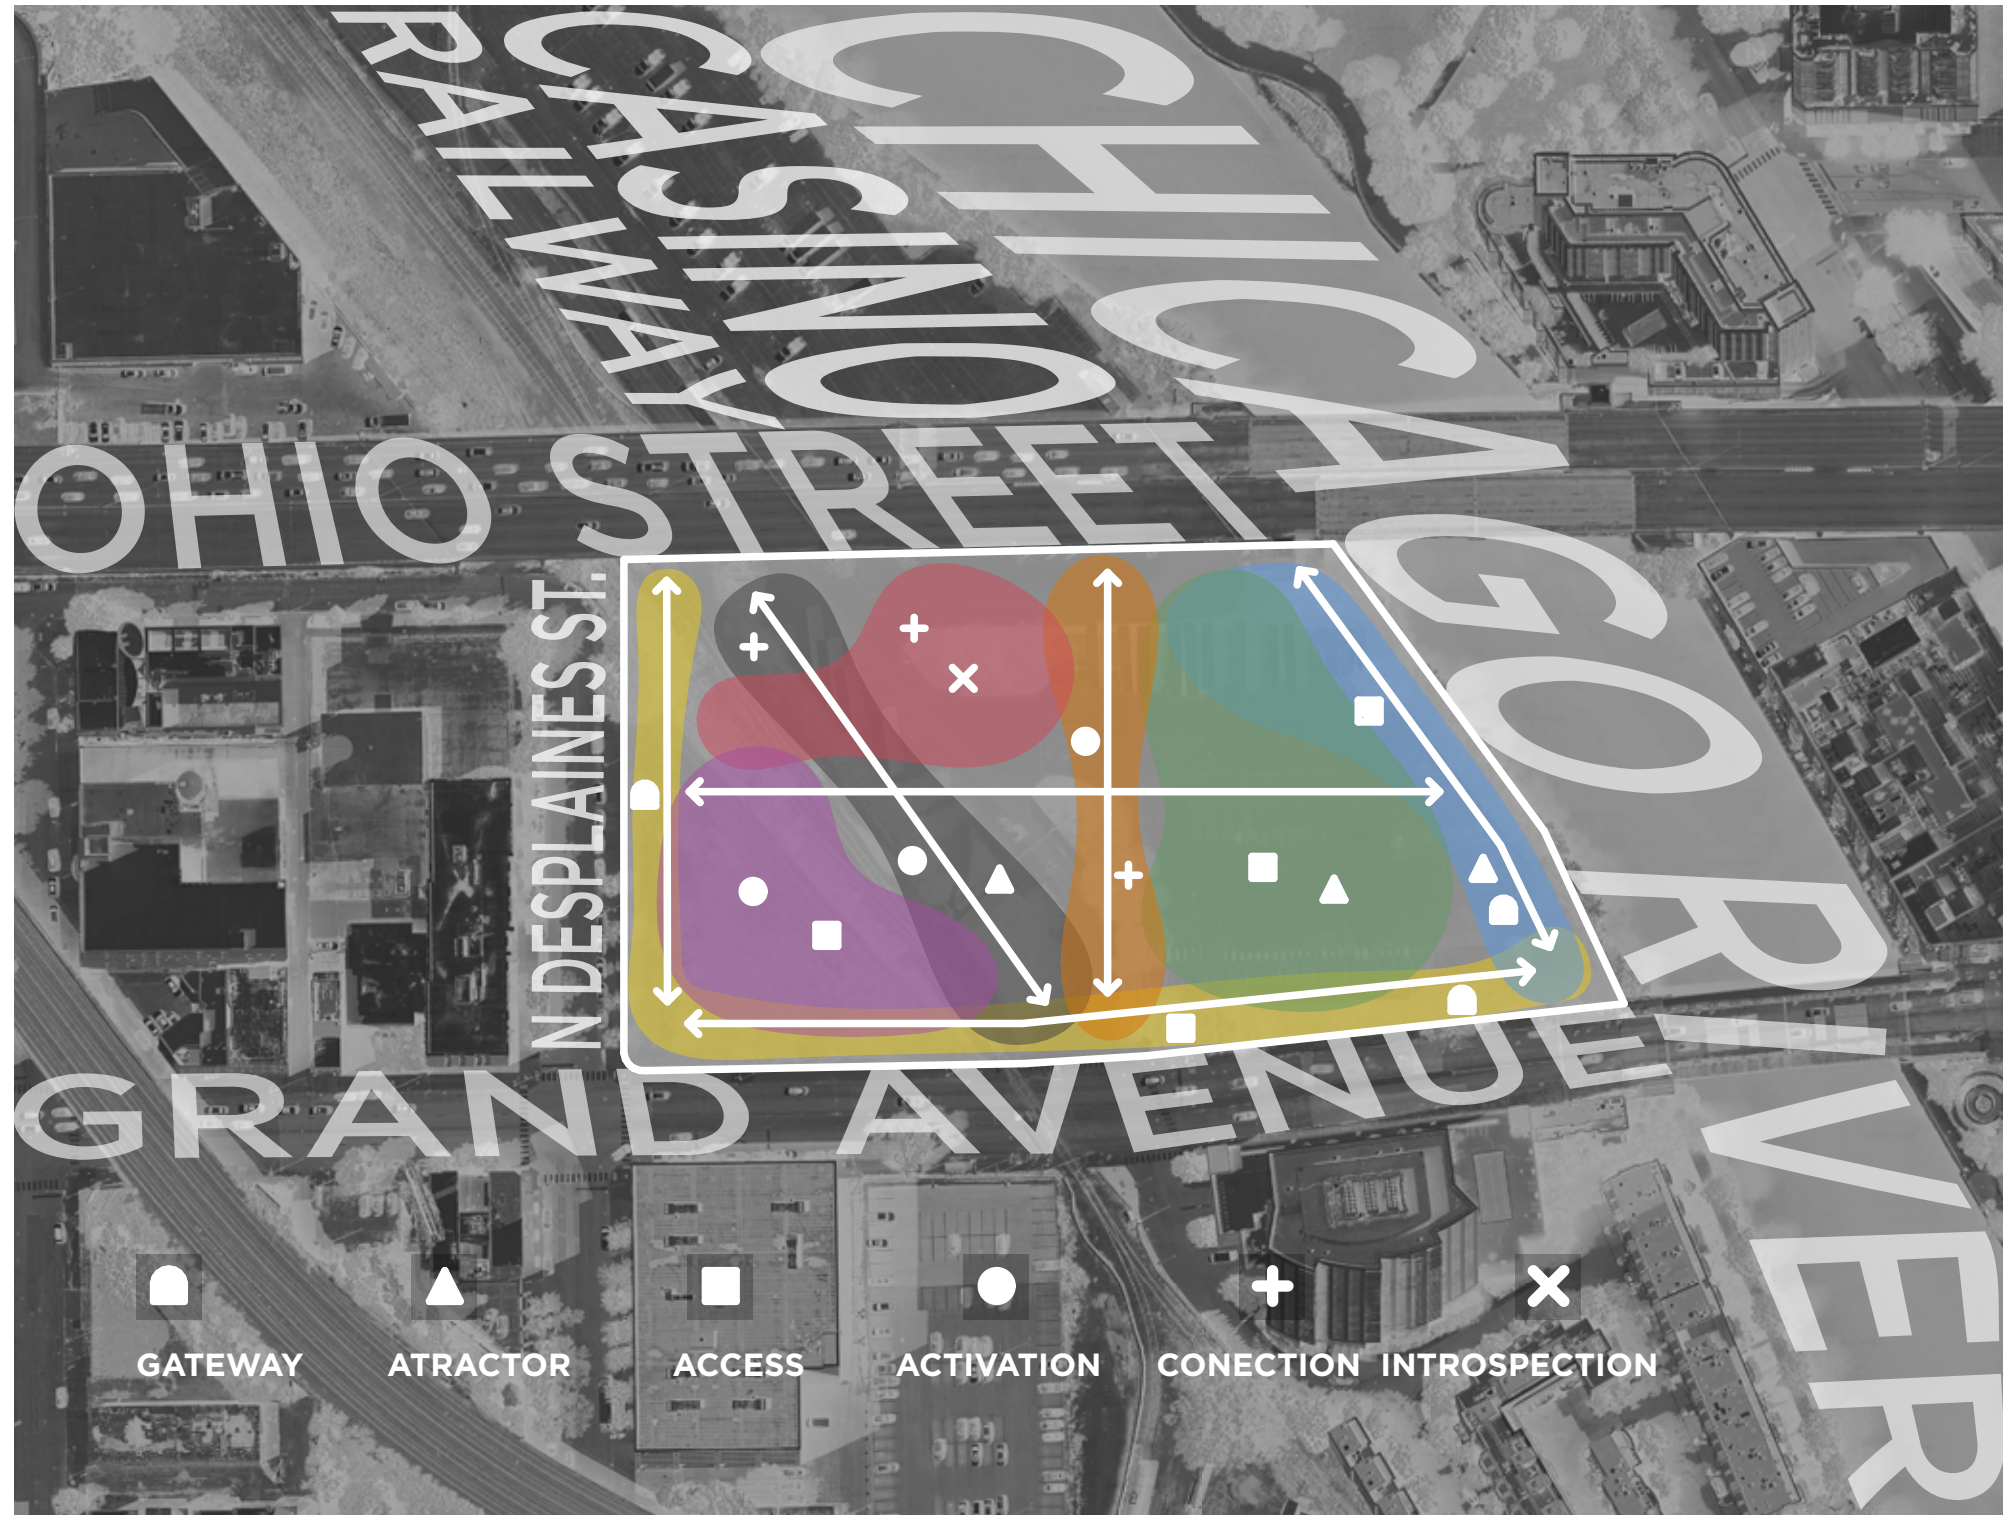 RAILWAY
CASINO
CHICAGO RIVER
OHIO STREET
N DESPLAINES ST.
GRAND AVENUE
GATEWAY
ATRACTOR
ACCESS
ACTIVATION
CONECTION
INTROSPECTION